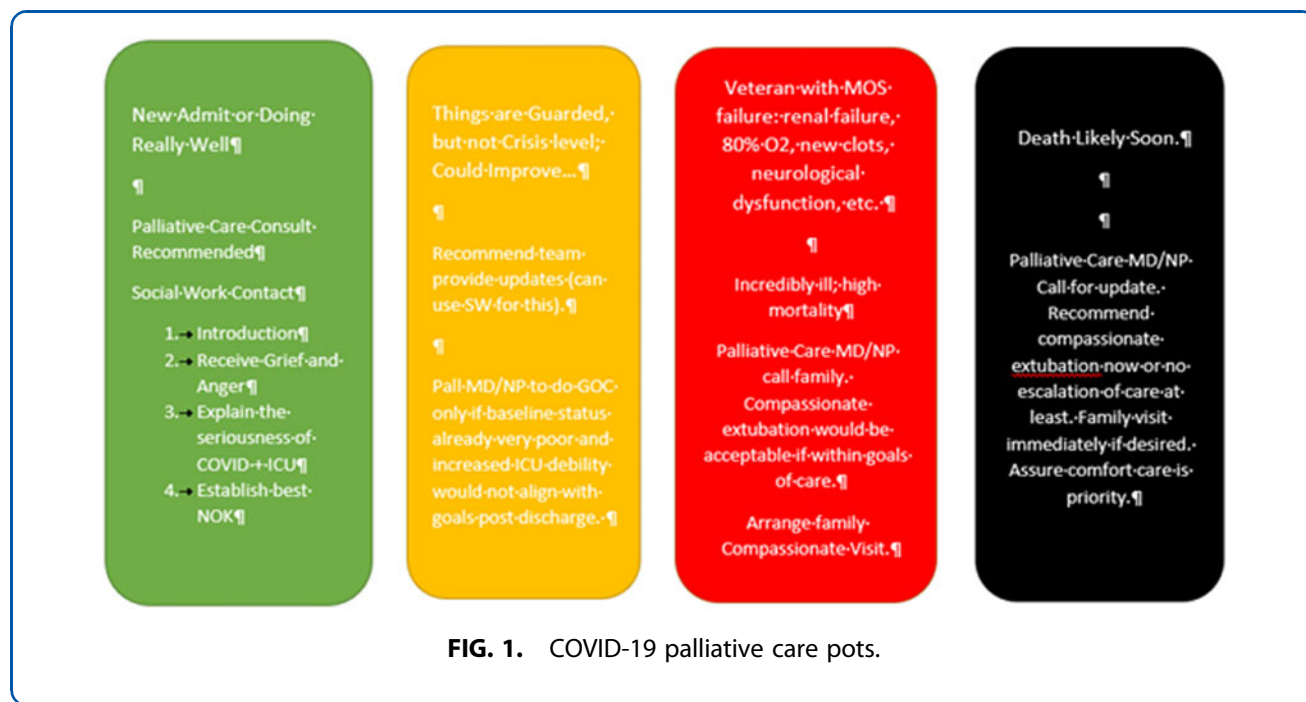 New Admit or Doing
Really Well¶
¶
Palliative Care Consult
Recommended¶
Social Work Contact¶
1.→ Introduction¶
2.→ Receive Grief and
Anger¶
3.→ Explain the
seriousness of
COVID + ICU¶
4.→ Establish best
NOK¶
Things are Guarded,
but not Crisis level;
Could Improve...¶
¶
Recommend team
provide updates (can
use SW for this).¶
¶
Pall MD/NP to do GOC
only if baseline status
already very poor and
increased ICU debility
would not align with
goals post discharge. ¶
Veteran with MOS
failure: renal failure,
80% O2, new clots,
neurological
dysfunction, etc. ¶
¶
Incredibly ill; high
mortality¶
Palliative Care MD/NP
call family.
Compassionate
extubation would be
acceptable if within goals
of care.¶
Arrange family
Compassionate Visit.¶
Death Likely Soon.¶
¶
¶
Palliative Care MD/NP
Call for update.
Recommend
compassionate
extubation now or no
escalation of care at
least. Family visit
immediately if desired.
Assure comfort care is
priority.¶
FIG. 1. COVID-19 palliative care pots.